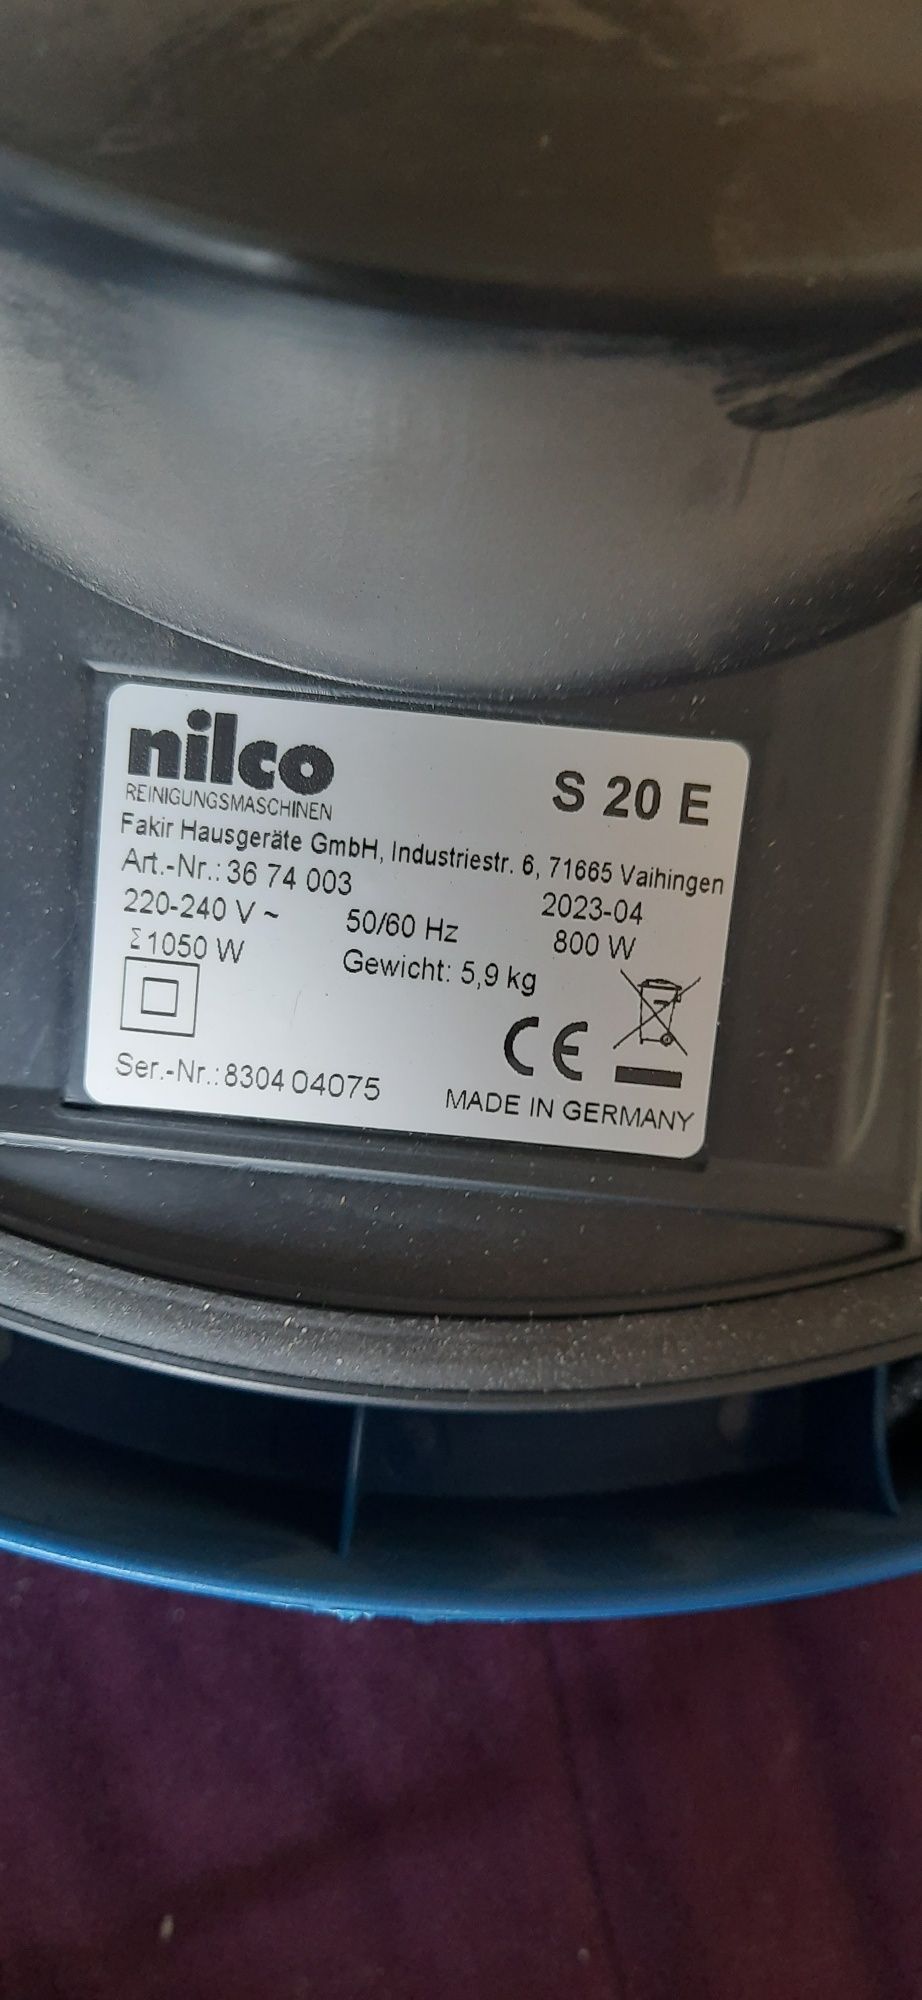 nilco
REINIGUNGSMASCHINEN
S 20 E
Fakir Hausgeräte GmbH, Industriestr. 6, 71665 Vaihingen
Art.-Nr.: 36 74 003
2023-04
220-240 V ~ 50/60 Hz 800 W
Σ1050 W Gewicht: 5,9 kg
CE
Ser.-Nr.: 8304 04075
MADE IN GERMANY